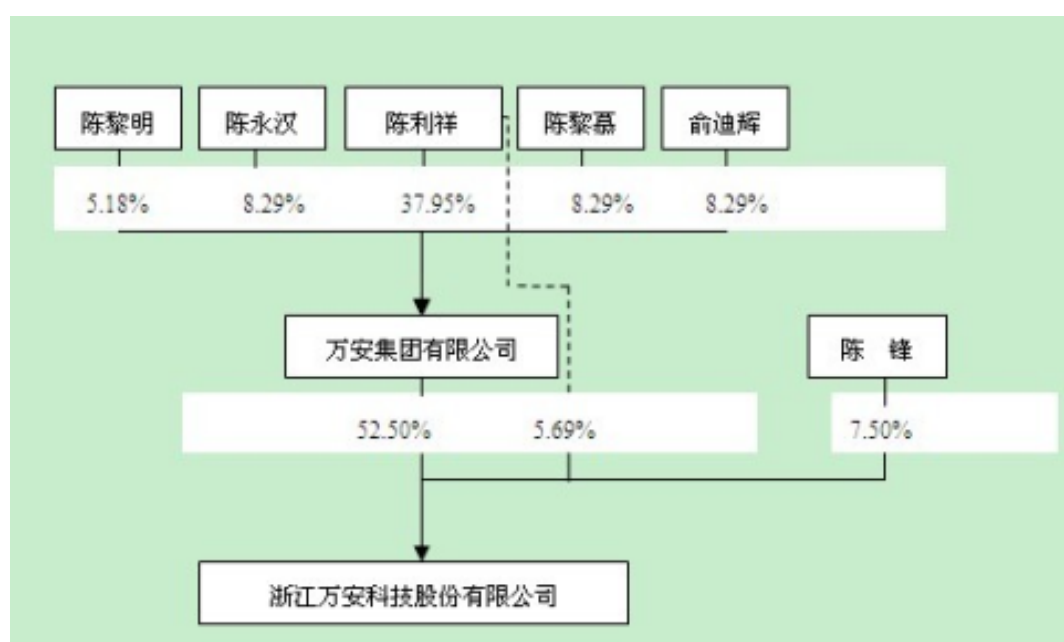 陈黎明 陈永汉 陈利祥 陈黎慕 俞迪辉
5.18% 8.29% 37.95% 8.29% 8.29%
万安集团有限公司 陈 锋
52.50% 5.69% 7.50%
浙江万安科技股份有限公司